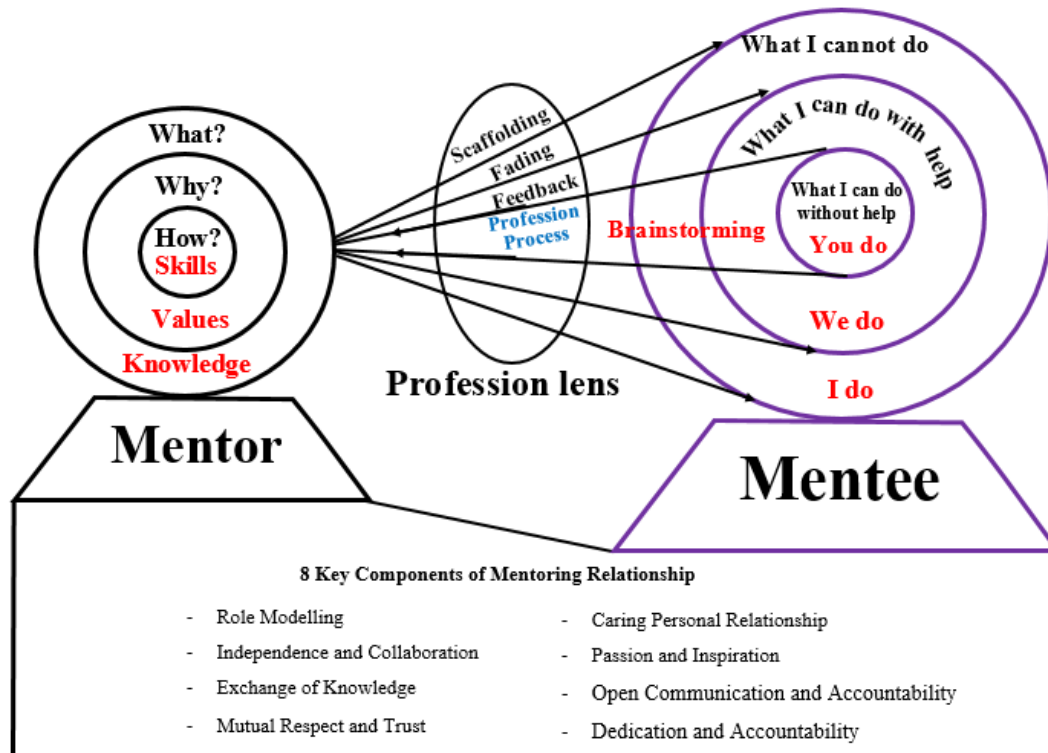 What?
Why?
How?
Skills
Values
Knowledge
Mentor
Scaffolding
Fading
Feedback
Profession
Process
Profession lens
Brainstorming
What I cannot do
What I can do with help
What I can do
without help
You do
We do
I do
Mentee
8 Key Components of Mentoring Relationship
- Role Modelling
- Independence and Collaboration
- Exchange of Knowledge
- Mutual Respect and Trust
- Caring Personal Relationship
- Passion and Inspiration
- Open Communication and Accountability
- Dedication and Accountability